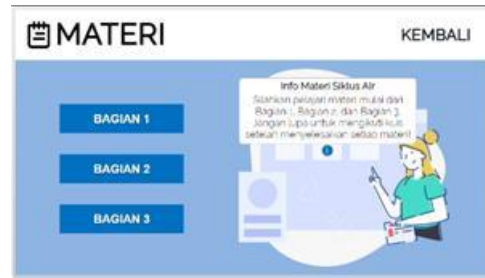 MATERI
KEMBALI
BAGIAN 1
BAGIAN 2
BAGIAN 3
Info Materi Siklus Air
Silahkan pelajari materi mulai dari
Bagian 1, Bagian 2, dan Bagian 3.
Jangan lupa untuk mengikuti kuis
setelah menyelesaikan setiap materi!